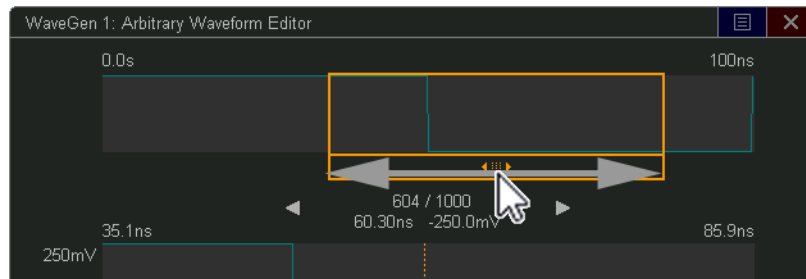 WaveGen 1: Arbitrary Waveform Editor
0.0s 100ns
604 / 1000
60.30ns -250.0mV
35.1ns 85.9ns
250mV